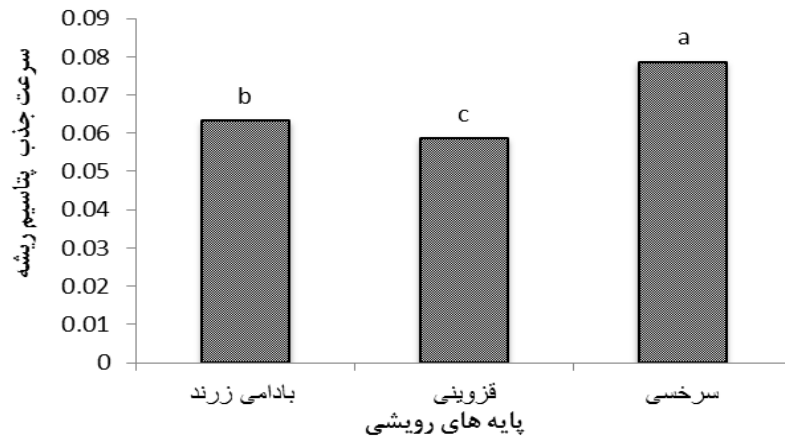 0.09
0.08
0.07
0.06
0.05
0.04
0.03
0.02
0.01
0
سرعت جذب پتاسیم ریشه
b
c
a
بادامی زرند
قزوینی
سرخسی
پایه های رویشی